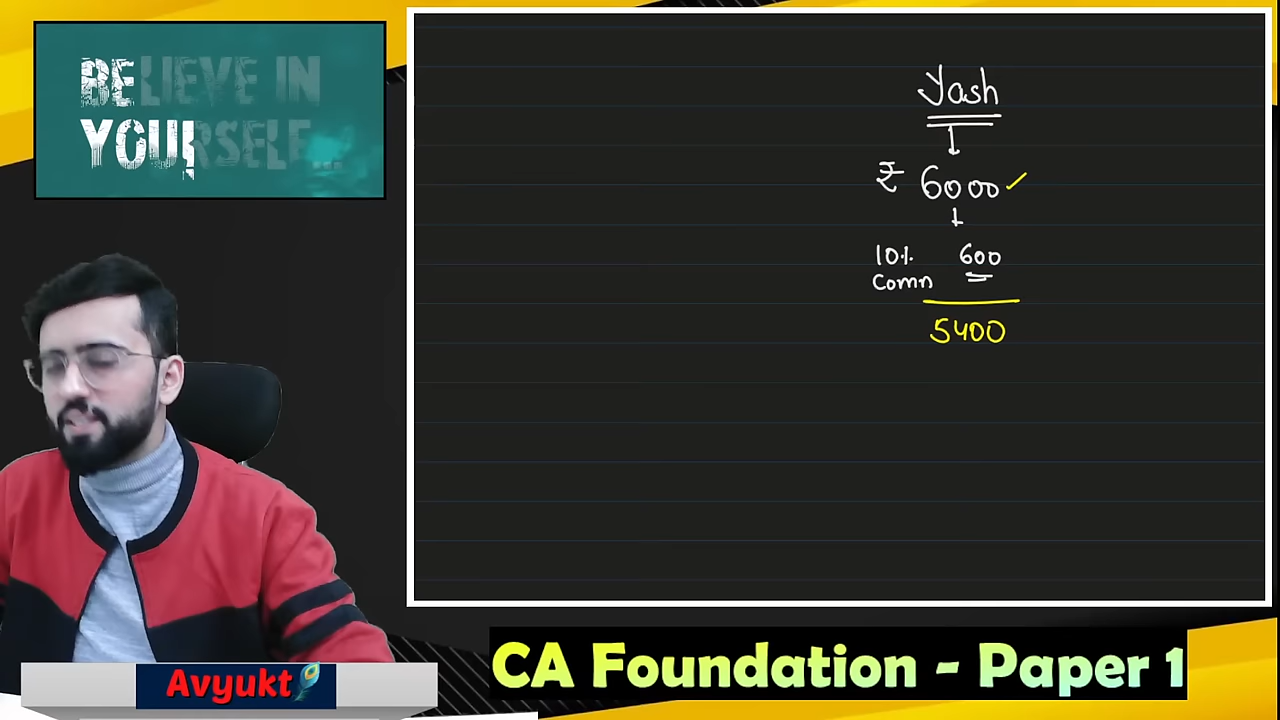 BELIEVE IN
YOURSELF...
Yash
₹ 6000 ✓
10% 600
Comn
5400
Avyukt
CA Foundation - Paper 1